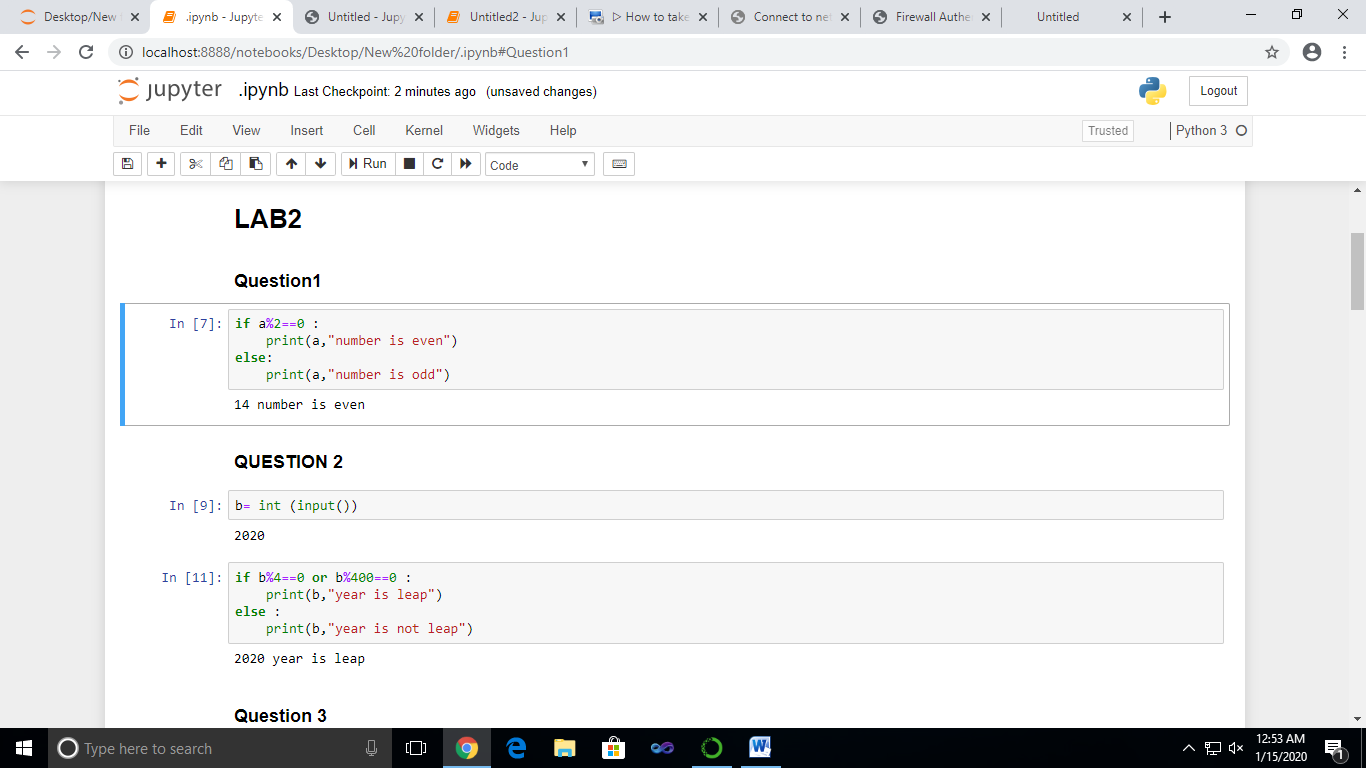 Desktop/New
.ipynb - Jupyte
Untitled - Jupy
Untitled2 - Jup
How to take
Connect to net
Firewall Authe
Untitled
localhost:8888/notebooks/Desktop/New%20folder/.ipynb#Question1
jupyter .ipynb Last Checkpoint: 2 minutes ago (unsaved changes)
Logout
File Edit View Insert Cell Kernel Widgets Help
Trusted
Python 3
Run
Code
LAB2
Question1
In [7]: if a%2==0 :
print(a,"number is even")
else:
print(a,"number is odd")
14 number is even
QUESTION 2
In [9]: b= int (input())
2020
In [11]: if b%4==0 or b%400==0 :
print(b,"year is leap")
else :
print(b,"year is not leap")
2020 year is leap
Question 3
Type here to search
12:53 AM
1/15/2020
1